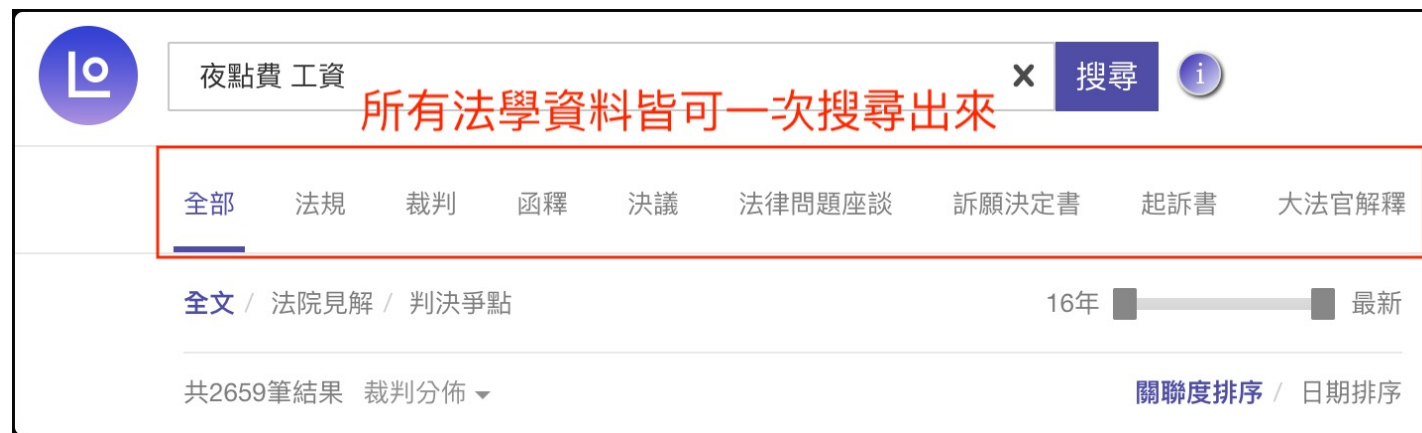 夜點費 工資
搜尋
i
所有法學資料皆可一次搜尋出來
全部 法規 裁判 函釋 決議 法律問題座談 訴願決定書 起訴書 大法官解釋
全文 / 法院見解 / 判決爭點 16年 最新
共2659筆結果 裁判分佈 關聯度排序 / 日期排序